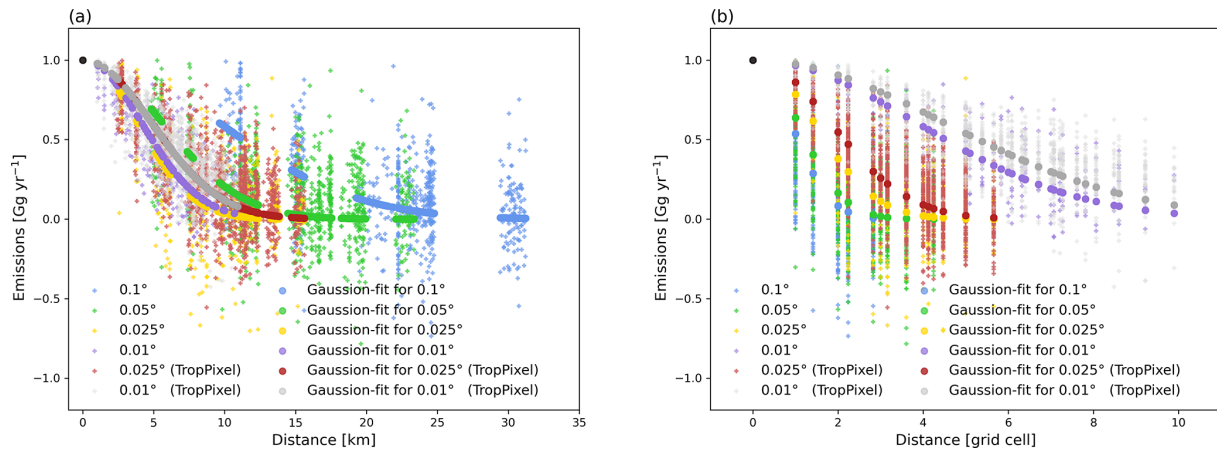 (a)
1.0
0.5
0.0
−0.5
−1.0
Emissions [Gg yr⁻¹]
0.1°
0.05°
0.025°
0.01°
0.025° (TropPixel)
0.01° (TropPixel)
Gaussion-fit for 0.1°
Gaussion-fit for 0.05°
Gaussion-fit for 0.025°
Gaussion-fit for 0.01°
Gaussion-fit for 0.025° (TropPixel)
Gaussion-fit for 0.01° (TropPixel)
0 5 10 15 20 25 30 35
Distance [km]
(b)
1.0
0.5
0.0
−0.5
−1.0
Emissions [Gg yr⁻¹]
0.1°
0.05°
0.025°
0.01°
0.025° (TropPixel)
0.01° (TropPixel)
Gaussion-fit for 0.1°
Gaussion-fit for 0.05°
Gaussion-fit for 0.025°
Gaussion-fit for 0.01°
Gaussion-fit for 0.025° (TropPixel)
Gaussion-fit for 0.01° (TropPixel)
0 2 4 6 8 10
Distance [grid cell]